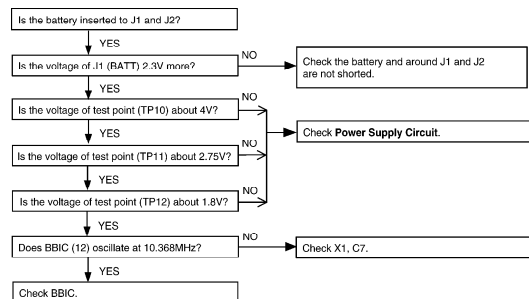 Is the battery inserted to J1 and J2?
YES
Is the voltage of J1 (BATT) 2.3V more?
NO
Check the battery and around J1 and J2
are not shorted.
YES
Is the voltage of test point (TP10) about 4V?
NO
YES
Is the voltage of test point (TP11) about 2.75V?
NO
Check Power Supply Circuit.
YES
Is the voltage of test point (TP12) about 1.8V?
NO
YES
Does BBIC (12) oscillate at 10.368MHz?
NO
Check X1, C7.
YES
Check BBIC.